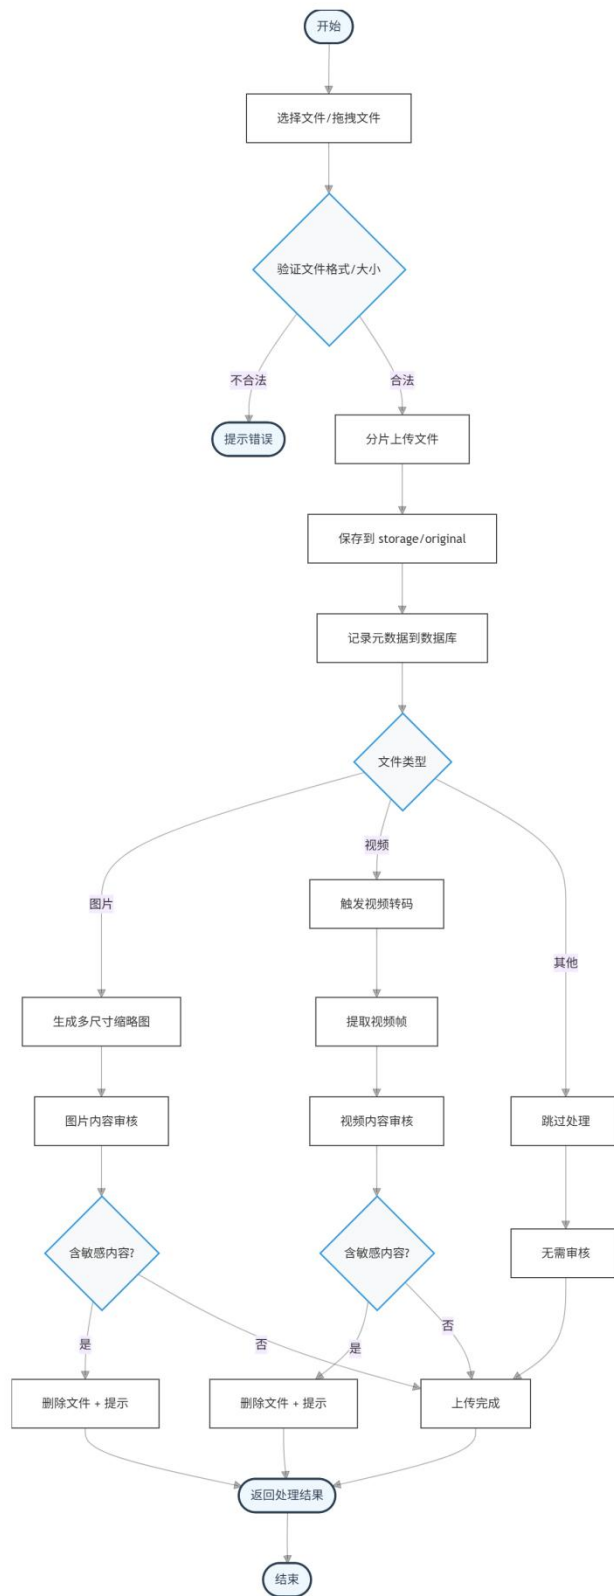 开始
选择文件/拖拽文件
验证文件格式/大小
不合法
合法
提示错误
分片上传文件
保存到 storage/original
记录元数据到数据库
文件类型
视频
图片
触发视频转码
其他
生成多尺寸缩略图
提取视频帧
图片内容审核
视频内容审核
跳过处理
含敏感内容?
含敏感内容?
无需审核
是
否
是
否
删除文件 + 提示
删除文件 + 提示
上传完成
返回处理结果
结束